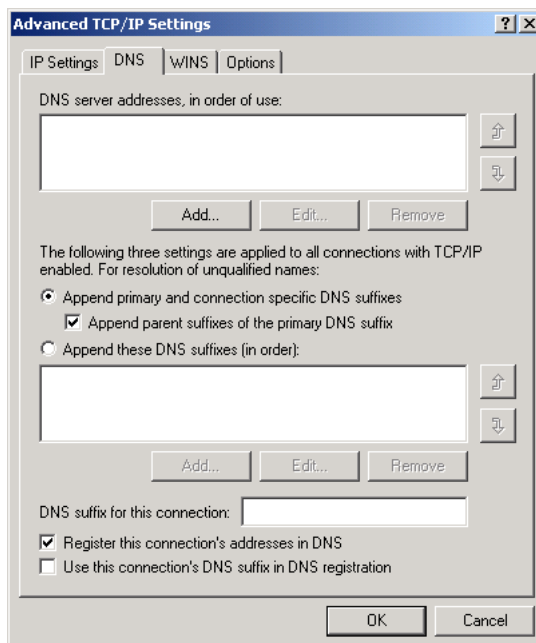 Advanced TCP/IP Settings
IP Settings DNS WINS Options
DNS server addresses, in order of use:
Add... Edit... Remove
The following three settings are applied to all connections with TCP/IP
enabled. For resolution of unqualified names:
Append primary and connection specific DNS suffixes
Append parent suffixes of the primary DNS suffix
Append these DNS suffixes (in order):
Add... Edit... Remove
DNS suffix for this connection:
Register this connection's addresses in DNS
Use this connection's DNS suffix in DNS registration
OK Cancel